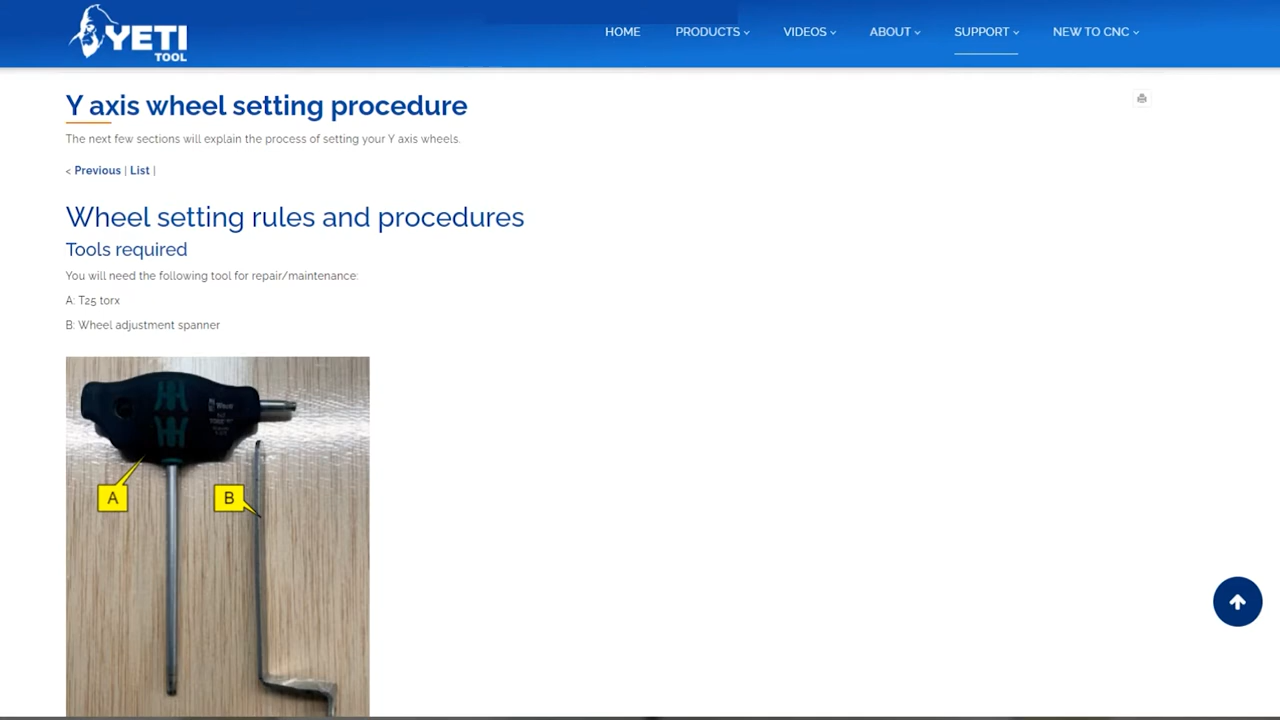 YETI
TOOL
HOME PRODUCTS VIDEOS ABOUT SUPPORT NEW TO CNC
Y axis wheel setting procedure
The next few sections will explain the process of setting your Y axis wheels.
< Previous | List |
Wheel setting rules and procedures
Tools required
You will need the following tool for repair/maintenance:
A: T25 torx
B: Wheel adjustment spanner
Wera
A
B